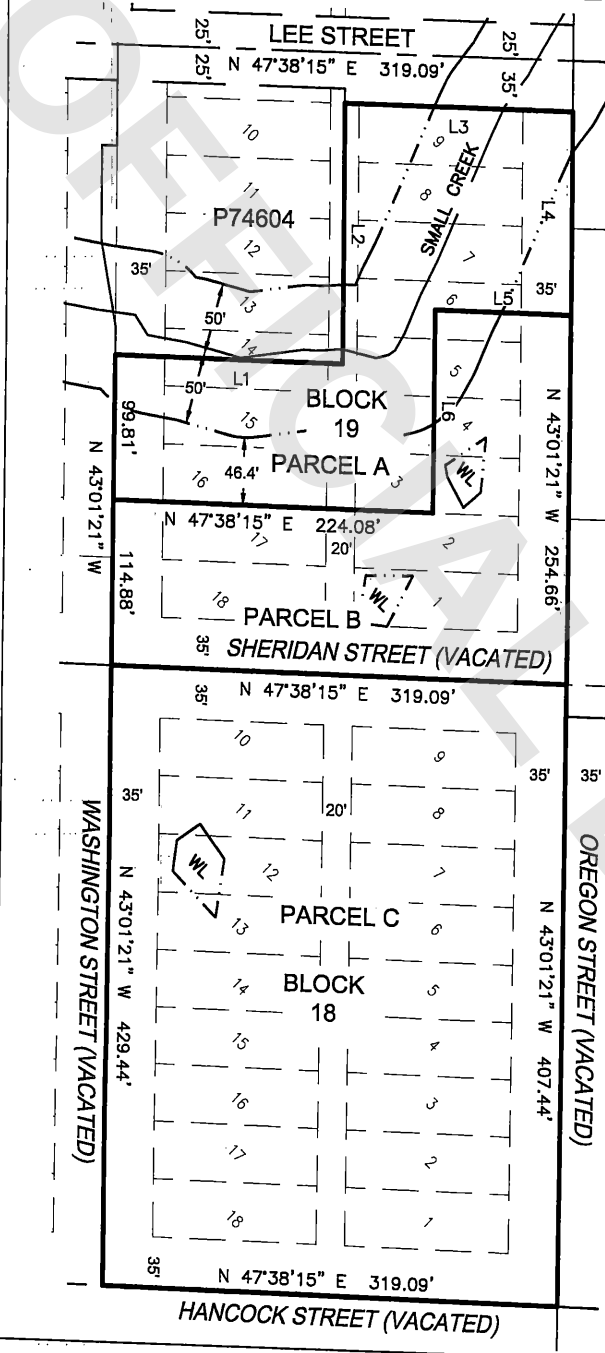 25'
25'
LEE STREET
N 47°38'15" E 319.09'
25'
35'
10
11
P74604
12
13
14
35'
50'
50'
L1
L2
L3
9
8
SMALL CREEK
7
6
L4
L5
35'
5
4
WL
L6
3
BLOCK
19
PARCEL A
15
16
46.4'
99.81'
N 43°01'21" W
114.88'
N 43°01'21" W 254.66'
N 47°38'15" E 224.08'
17
20'
2
18
WL
1
PARCEL B
35'
SHERIDAN STREET (VACATED)
35'
N 47°38'15" E 319.09'
10
9
35'
35'
35'
11
20'
8
WL
12
7
13
PARCEL C
6
14
BLOCK
18
5
15
4
16
3
17
2
18
1
WASHINGTON STREET (VACATED)
N 43°01'21" W 429.44'
N 43°01'21" W 407.44'
OREGON STREET (VACATED)
35'
N 47°38'15" E 319.09'
HANCOCK STREET (VACATED)
OFFICIAL